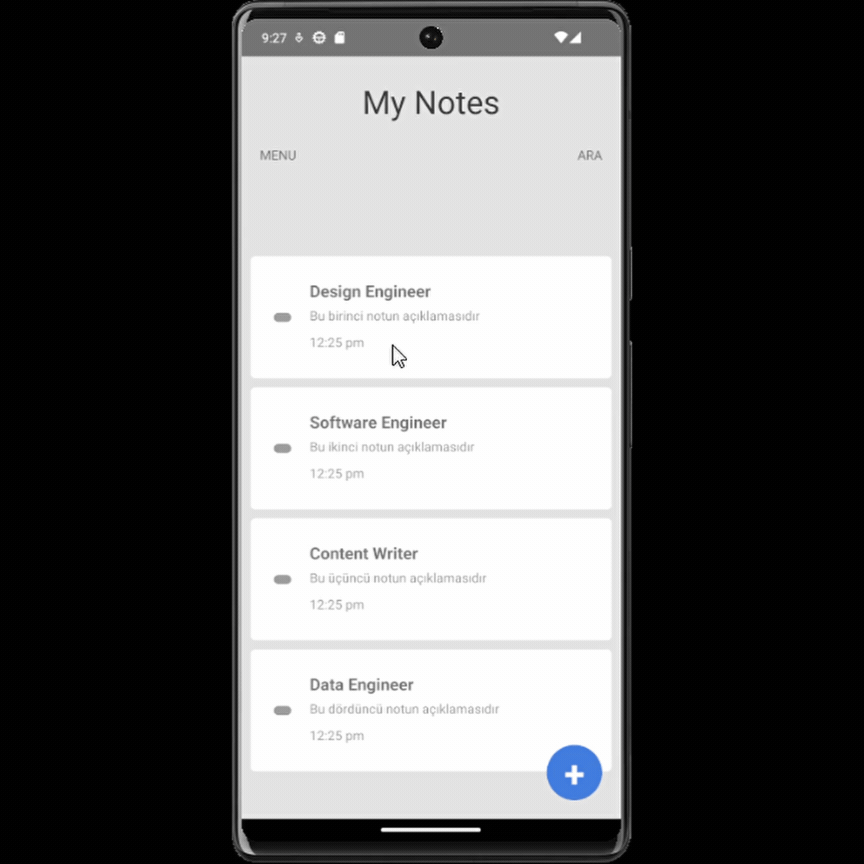 9:27
My Notes
MENU
ARA
Design Engineer
Bu birinci notun açıklamasıdır
12:25 pm
Software Engineer
Bu ikinci notun açıklamasıdır
12:25 pm
Content Writer
Bu üçüncü notun açıklamasıdır
12:25 pm
Data Engineer
Bu dördüncü notun açıklamasıdır
12:25 pm
+